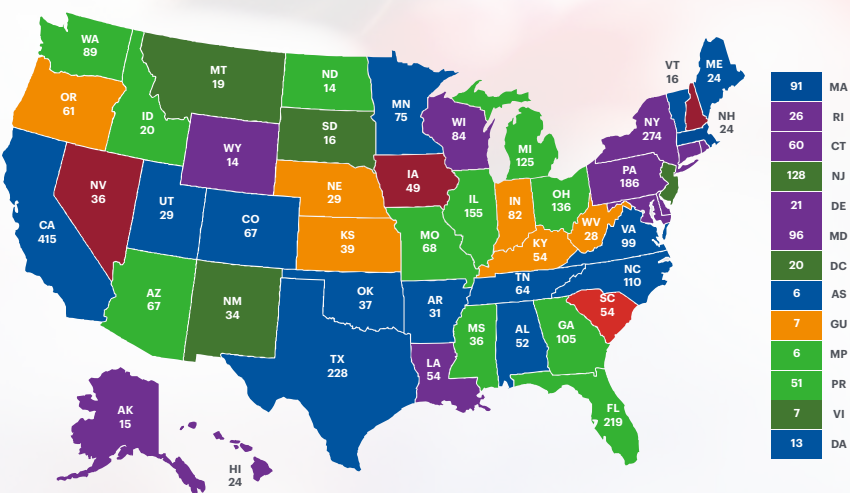 WA
89
OR
61
ID
20
MT
19
ND
14
SD
16
WY
14
NE
29
KS
39
CA
415
NV
36
UT
29
CO
67
AZ
67
NM
34
TX
228
OK
37
MN
75
IA
49
MO
68
AR
31
LA
54
WI
84
IL
155
MI
125
IN
82
OH
136
KY
54
TN
64
MS
36
AL
52
GA
105
FL
219
SC
54
NC
110
VA
99
WV
28
PA
186
NY
274
VT
16
ME
24
NH
24
AK
15
HI
24
91 MA
26 RI
60 CT
128 NJ
21 DE
96 MD
20 DC
6 AS
7 GU
6 MP
51 PR
7 VI
13 DA